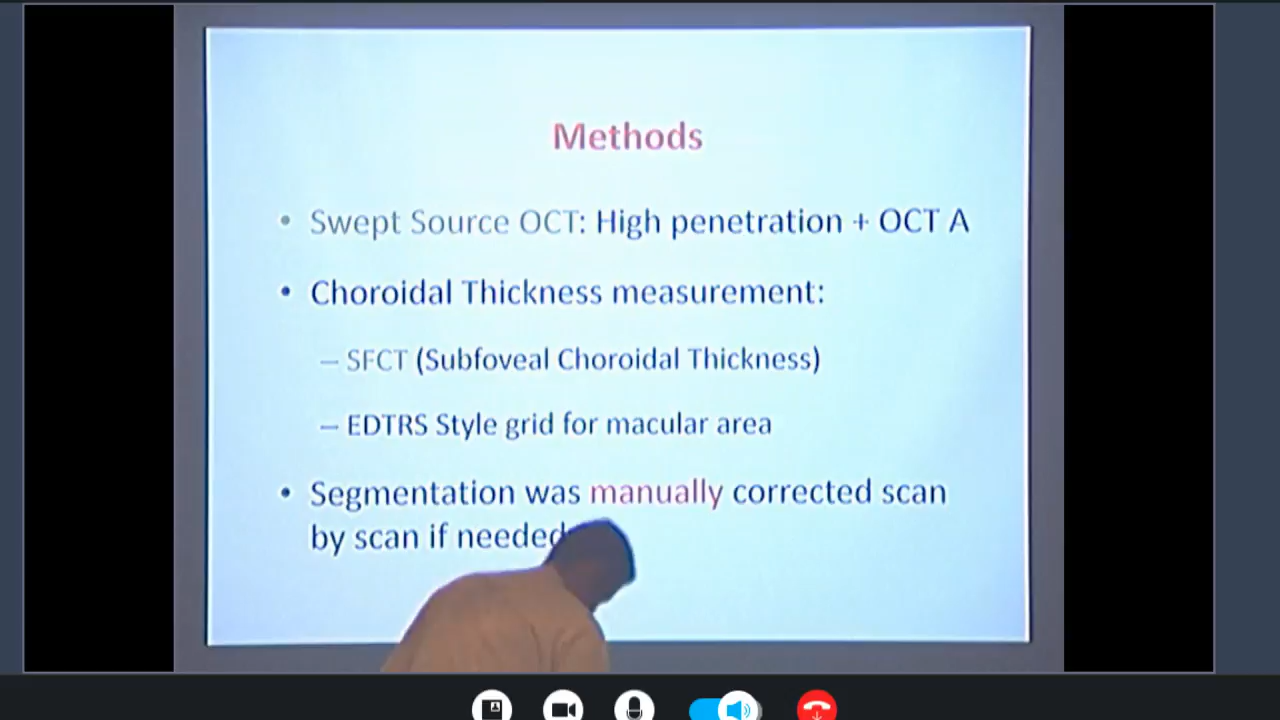 Methods
• Swept Source OCT: High penetration + OCT A
• Choroidal Thickness measurement:
– SFCT (Subfoveal Choroidal Thickness)
– EDTRS Style grid for macular area
• Segmentation was manually corrected scan
by scan if needed